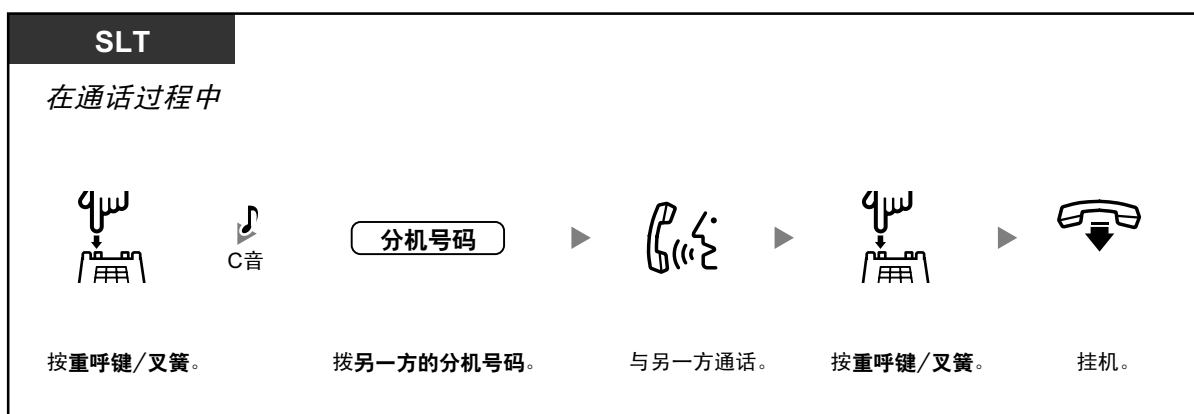 SLT
在通话过程中
C音
分机号码
按重呼键/叉簧。
拨另一方的分机号码。
与另一方通话。
按重呼键/叉簧。
挂机。